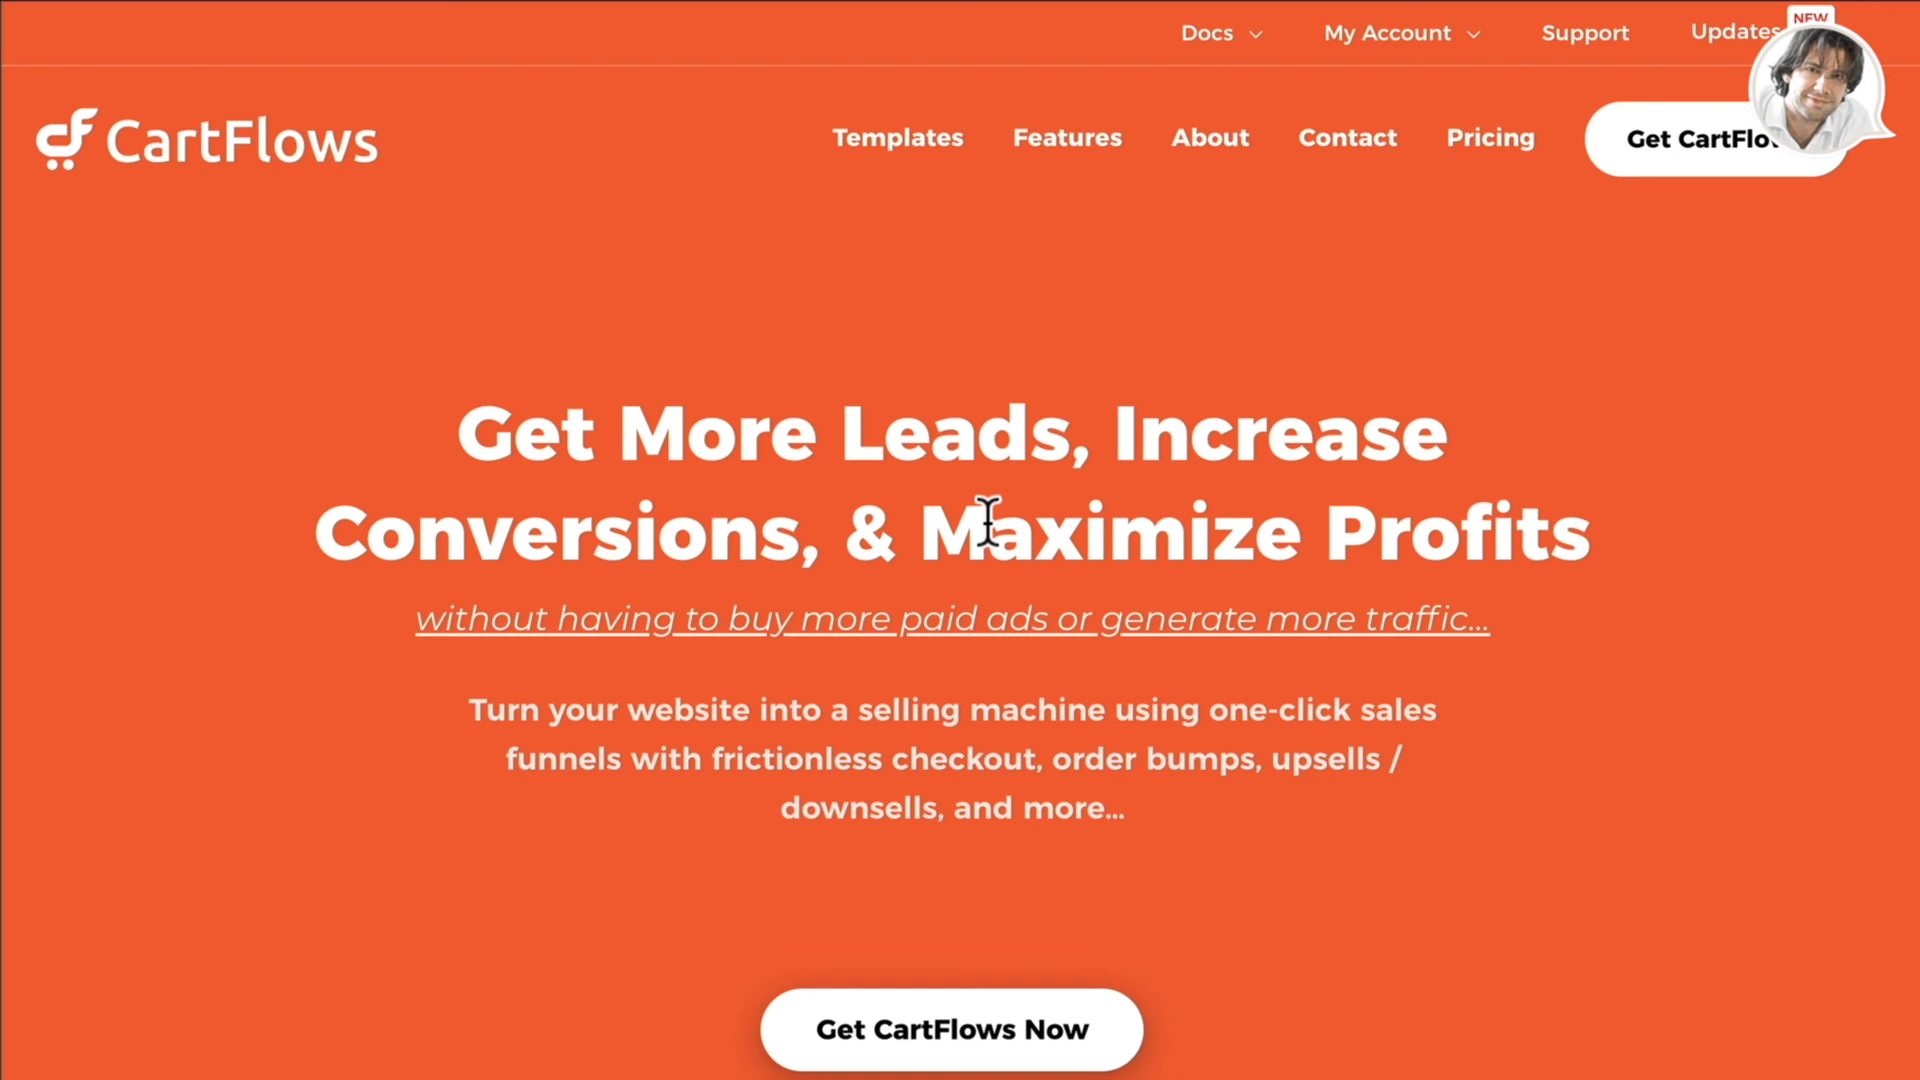 Docs
My Account
Support
Updates
NEW
CartFlows
Templates
Features
About
Contact
Pricing
Get CartFlo
Get More Leads, Increase
Conversions, & Maximize Profits
without having to buy more paid ads or generate more traffic...
Turn your website into a selling machine using one-click sales
funnels with frictionless checkout, order bumps, upsells /
downsells, and more...
Get CartFlows Now